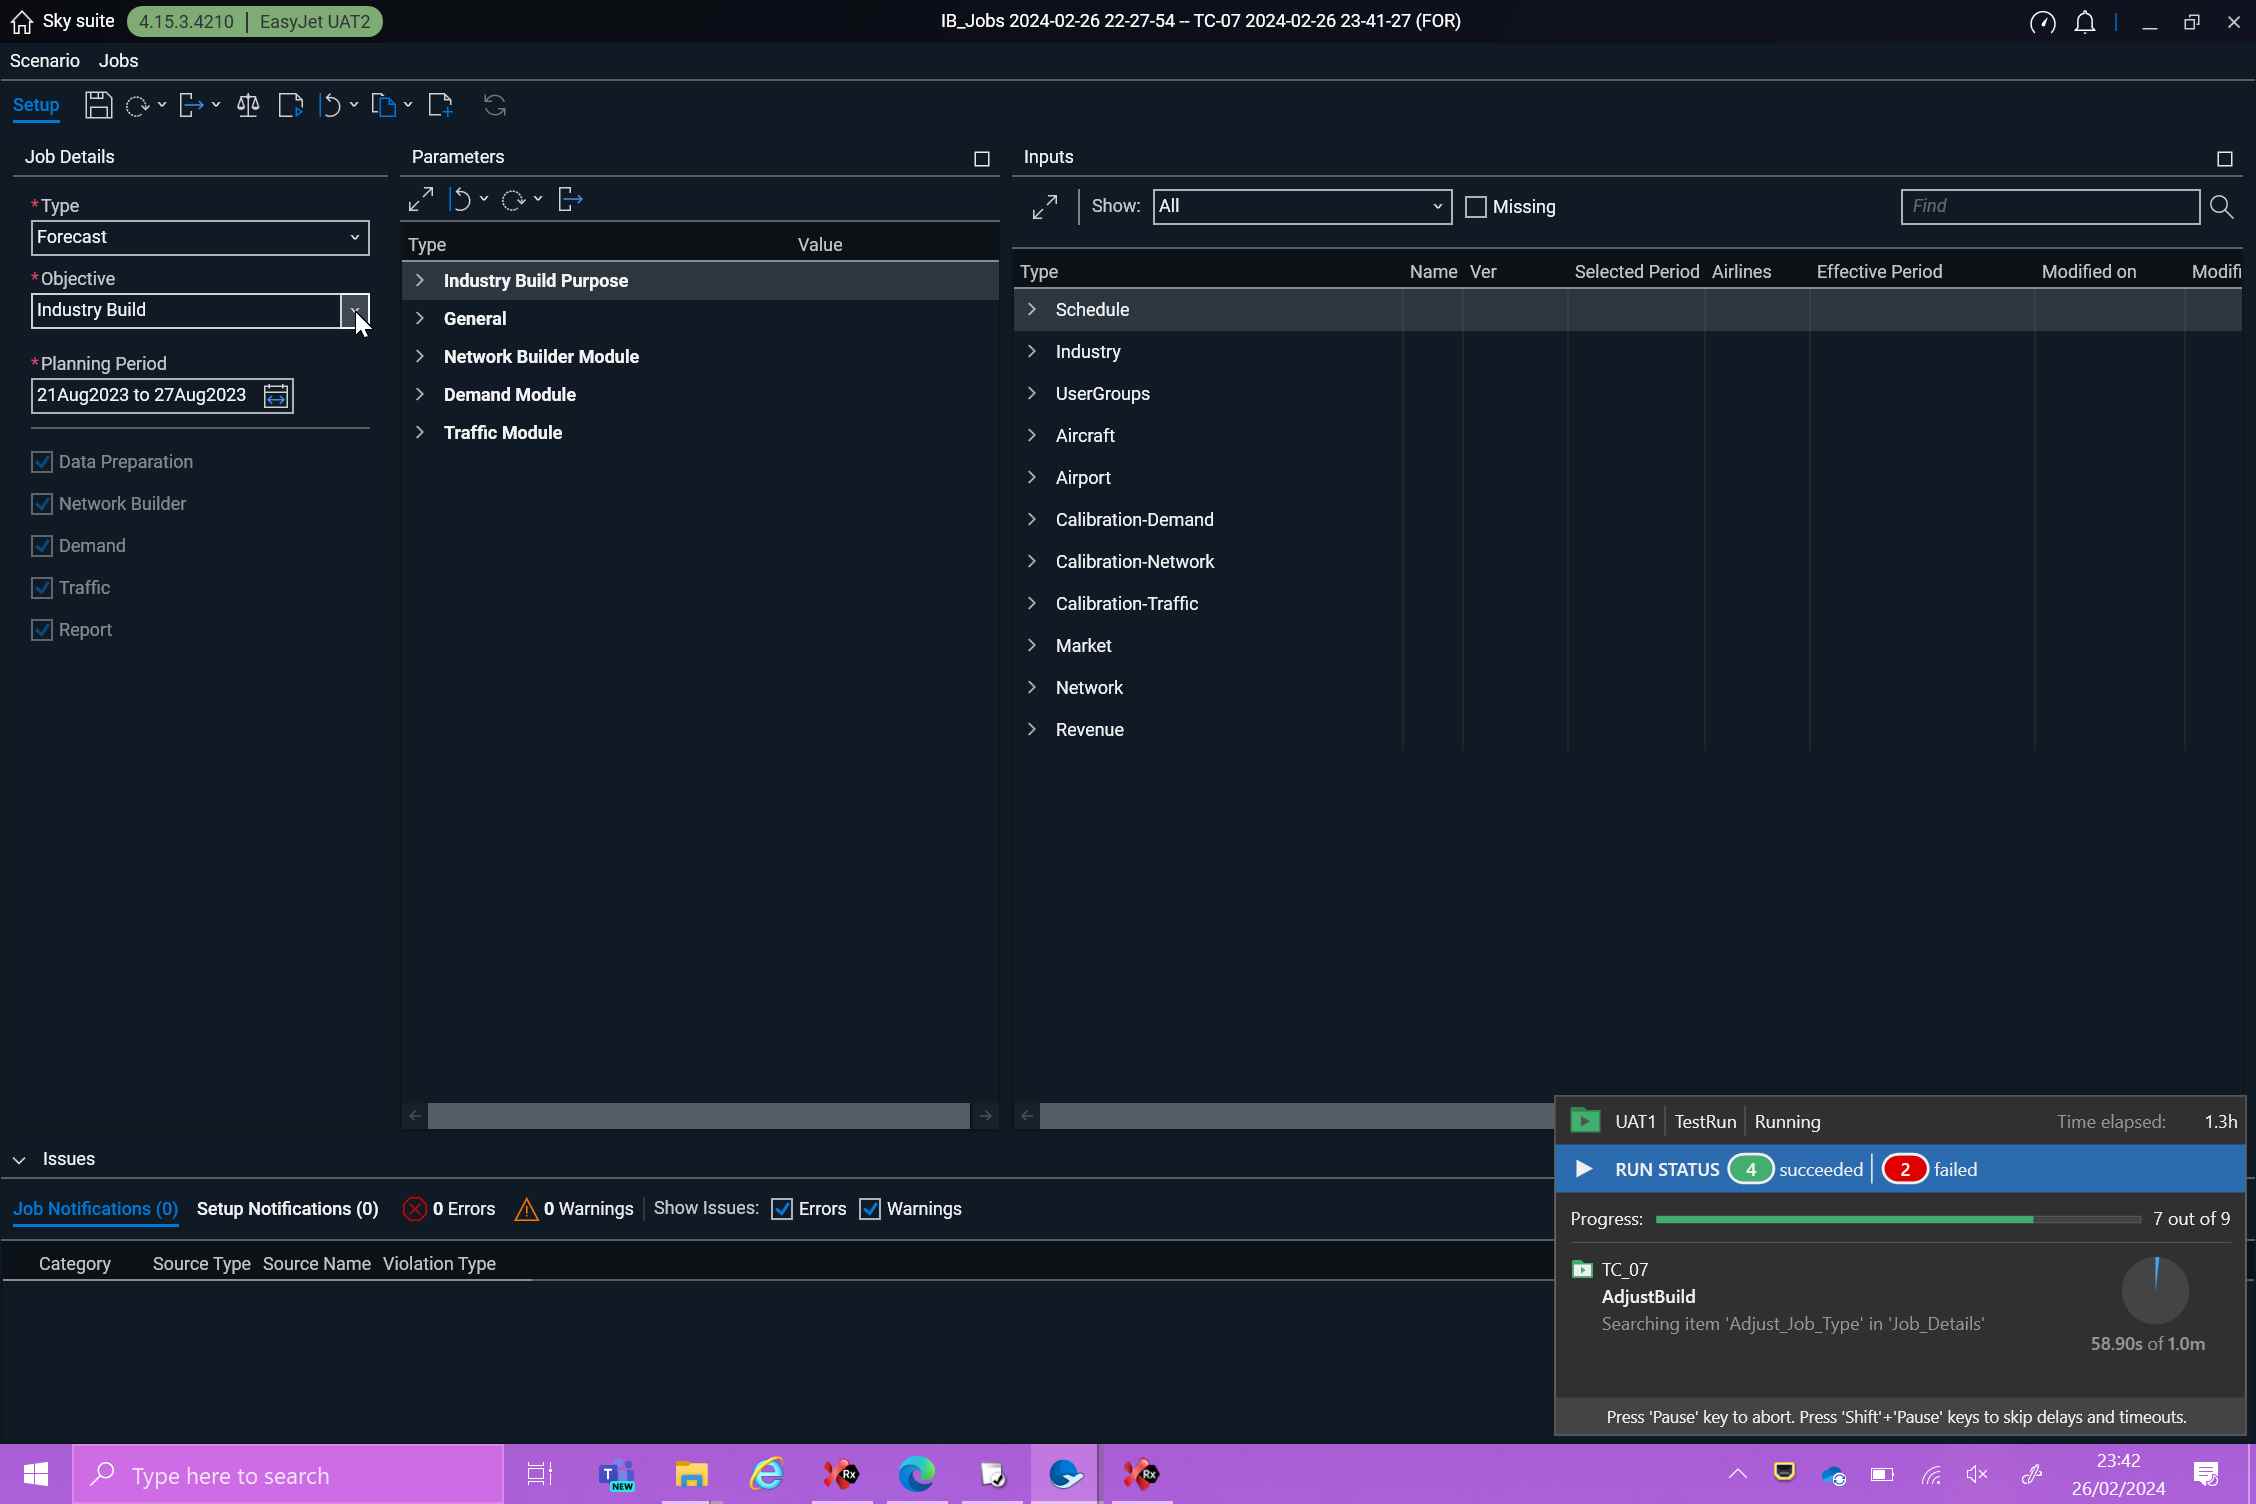 Sky suite 4.15.3.4210 | EasyJet UAT2 IB_Jobs 2024-02-26 22-27-54 -- TC-07 2024-02-26 23-41-27 (FOR)
Scenario Jobs
Setup
Job Details
*Type
Forecast
*Objective
Industry Build
*Planning Period
21Aug2023 to 27Aug2023
Data Preparation
Network Builder
Demand
Traffic
Report
Parameters
Type Value
Industry Build Purpose
General
Network Builder Module
Demand Module
Traffic Module
Inputs
Show: All Missing Find
Type Name Ver Selected Period Airlines Effective Period Modified on Modifi
Schedule
Industry
UserGroups
Aircraft
Airport
Calibration-Demand
Calibration-Network
Calibration-Traffic
Market
Network
Revenue
Issues
Job Notifications (0) Setup Notifications (0) 0 Errors 0 Warnings Show Issues: Errors Warnings
Category Source Type Source Name Violation Type
UAT1 TestRun Running Time elapsed: 1.3h
RUN STATUS 4 succeeded 2 failed
Progress: 7 out of 9
TC_07
AdjustBuild
Searching item 'Adjust_Job_Type' in 'Job_Details'
58.90s of 1.0m
Press 'Pause' key to abort. Press 'Shift'+'Pause' keys to skip delays and timeouts.
Type here to search
T
NEW
Rx
Rx
23:42
26/02/2024